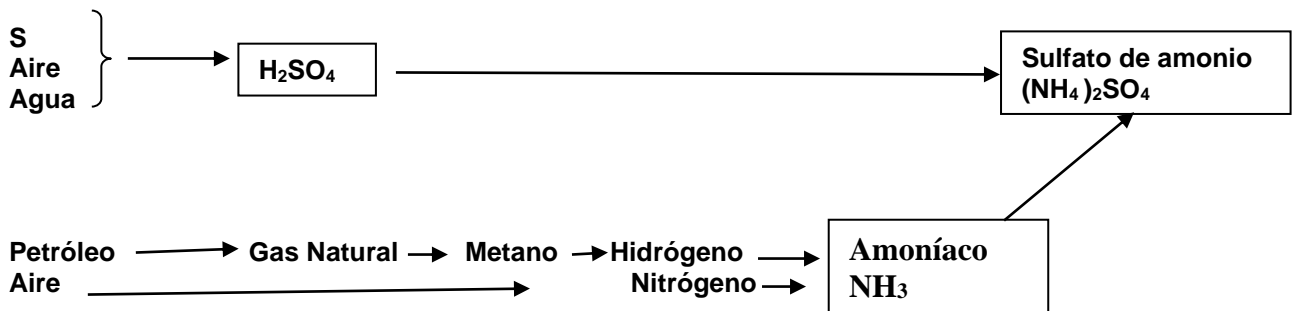 S
Aire
Agua
H₂SO₄
Sulfato de amonio
(NH₄ )₂SO₄
Petróleo
Gas Natural
Metano
Hidrógeno
Aire
Nitrógeno
Amoníaco
NH₃